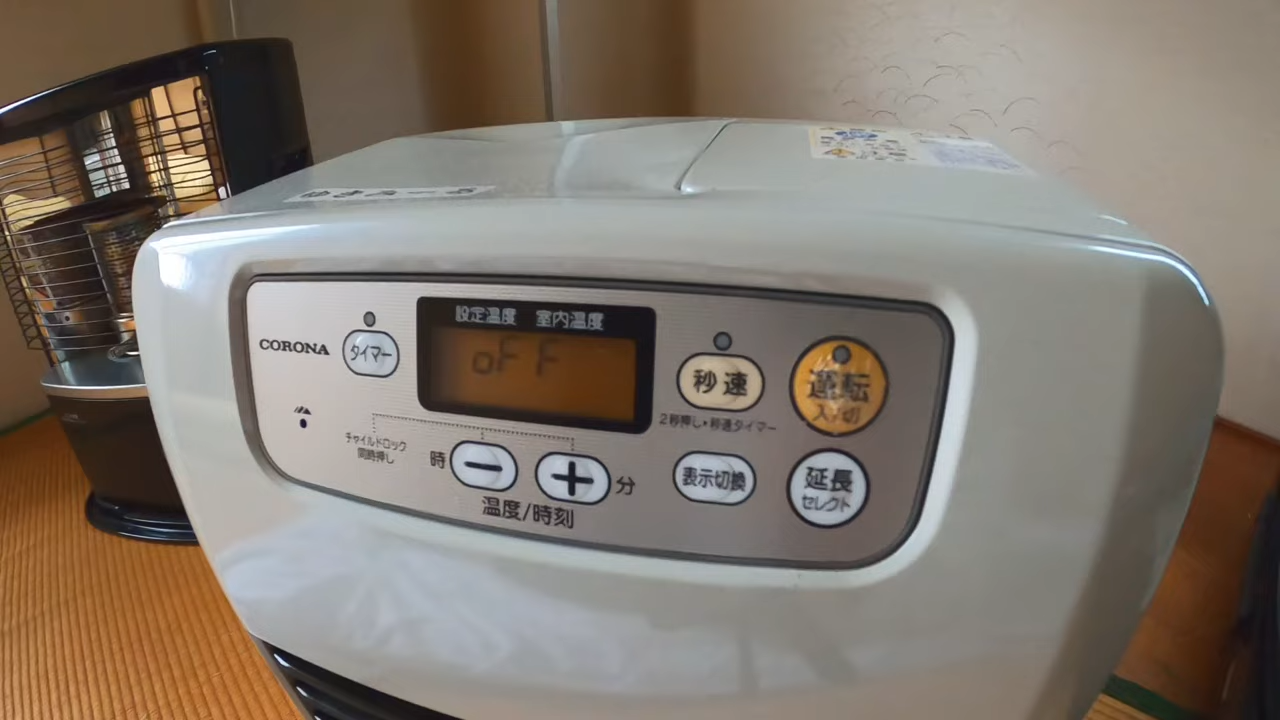 CORONA
タイマー
設定温度 室内温度
oFF
秒速
2秒押し・秒速タイマー
運転
入/切
チャイルドロック
同時押し
時
分
温度/時刻
表示切換
延長
セレクト